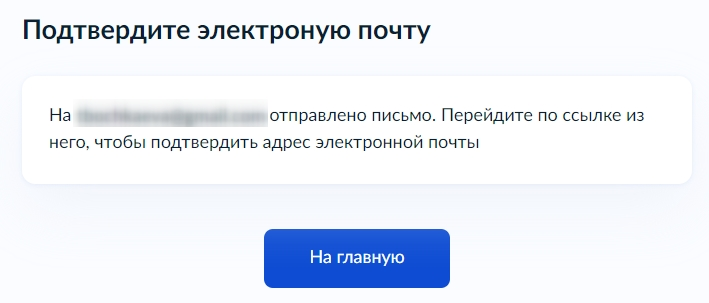 Подтвердите электроную почту
На отправлено письмо. Перейдите по ссылке из
него, чтобы подтвердить адрес электронной почты
На главную